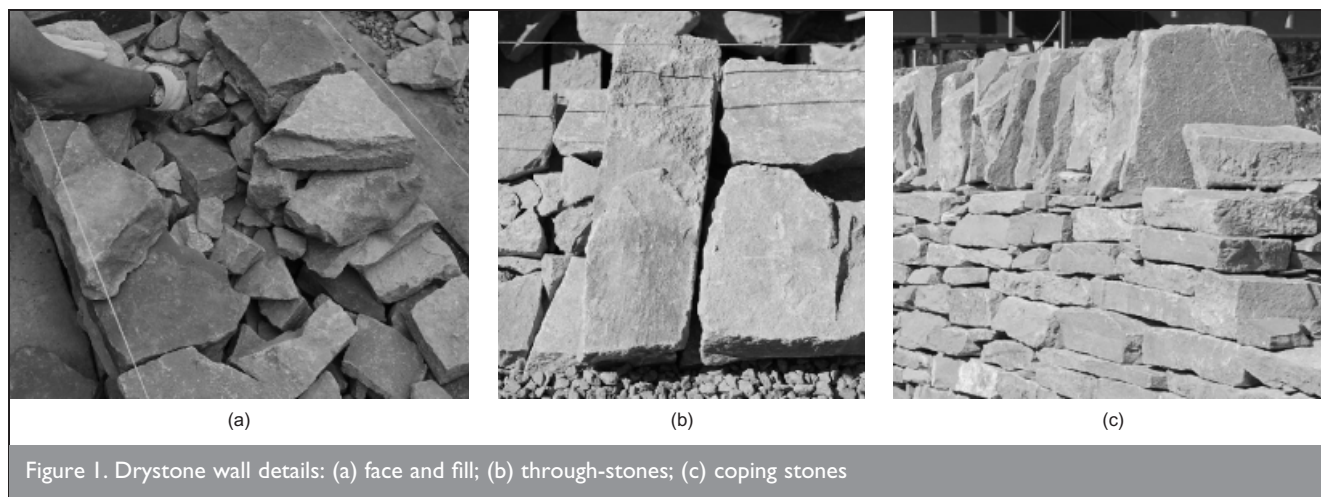 (a)
(b)
(c)
Figure 1. Drystone wall details: (a) face and fill; (b) through-stones; (c) coping stones